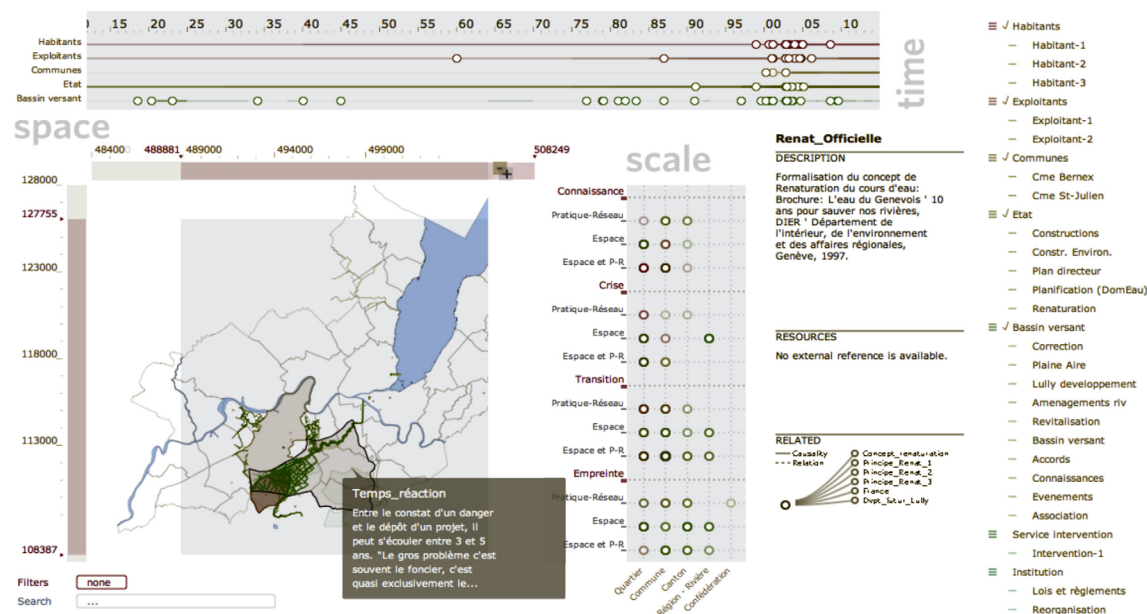 12 15 20 25 30 35 40 45 50 55 60 65 70 75 80 85 90 95 00 05 10
Habitants
Exploitants
Communes
Etat
Bassin versant
time
space
484000 488881 489000 494000 499000 508249
128000
127755
123000
118000
113000
108387
Temps_réaction
Entre le constat d'un danger
et le dépôt d'un projet, il
peut s'écouler entre 3 et 5
ans. "Le gros problème c'est
souvent le foncier, c'est
quasi exclusivement le...
Filters none
Search ...
scale
Connaissance
Pratique-Réseau
Espace
Espace et P-R
Crise
Pratique-Réseau
Espace
Espace et P-R
Transition
Pratique-Réseau
Espace
Espace et P-R
Empreinte
Pratique-Réseau
Espace
Espace et P-R
Quartier
Commune
Canton
Région - Rivière
Confédération
Renat_Officielle
DESCRIPTION
Formalisation du concept de
Renaturation du cours d'eau:
Brochure: L'eau du Genevois ' 10
ans pour sauver nos rivières,
DIER ' Département de
l'intérieur, de l'environnement
et des affaires régionales,
Genève, 1997.
RESOURCES
No external reference is available.
RELATED
Causality
Relation
Concept_renaturation
Principe_Renat_1
Principe_Renat_2
Principe_Renat_3
France
Dvpt_futur_Lully
Habitants
Habitant-1
Habitant-2
Habitant-3
Exploitants
Exploitant-1
Exploitant-2
Communes
Cme Bernex
Cme St-Julien
Etat
Constructions
Constr. Environ.
Plan directeur
Planification (DomEau)
Renaturation
Bassin versant
Correction
Plaine Aire
Lully developpement
Amenagements riv
Revitalisation
Bassin versant
Accords
Connaissances
Evenements
Association
Service intervention
Intervention-1
Institution
Lois et règlements
Reorganisation